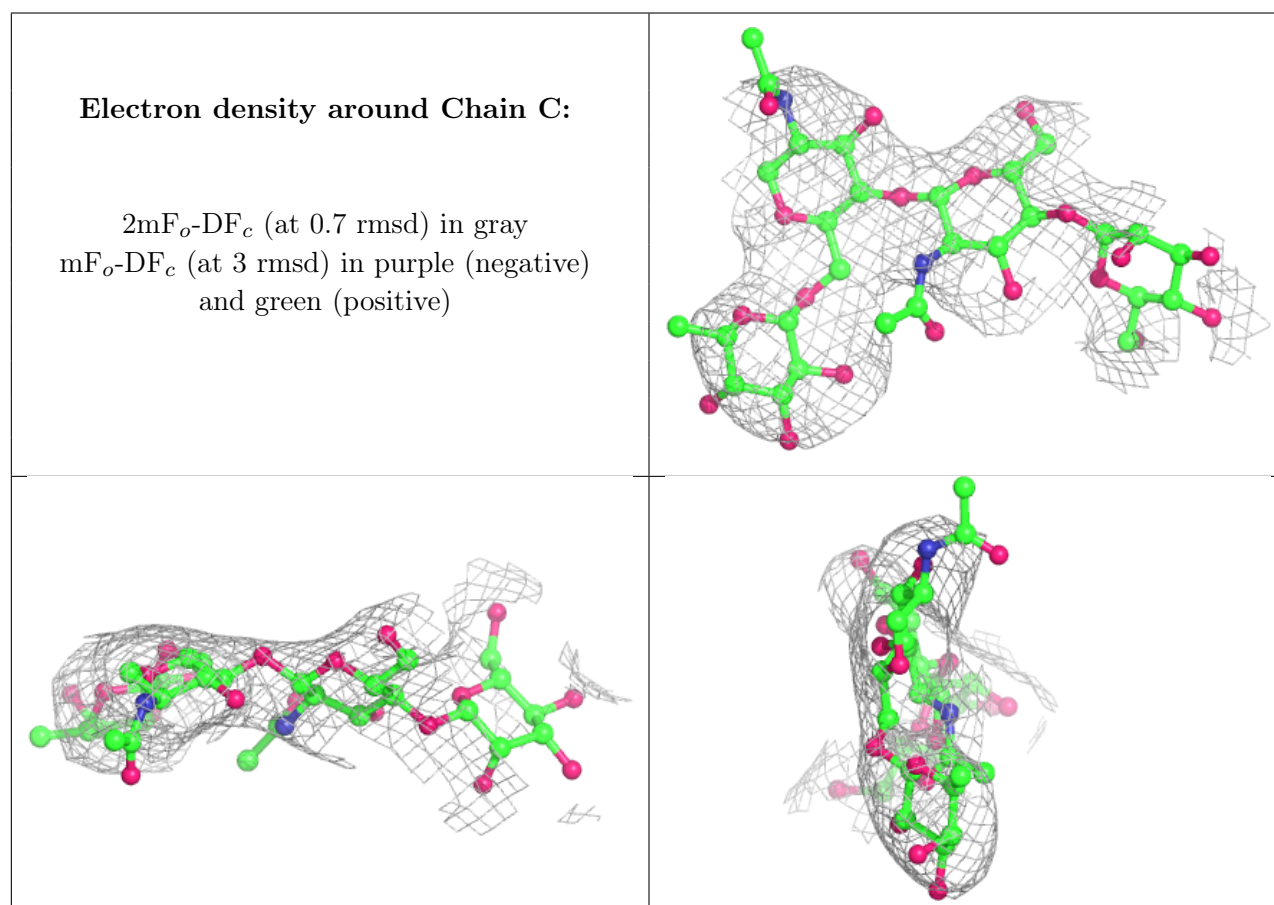 Electron density around Chain C:
2mFo-DFc (at 0.7 rmsd) in gray
mFo-DFc (at 3 rmsd) in purple (negative)
and green (positive)